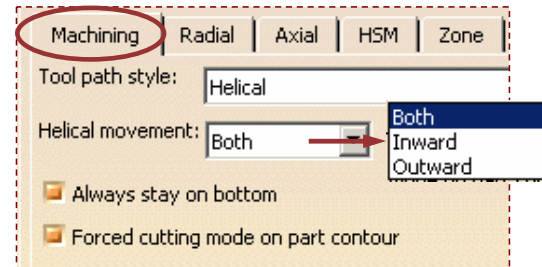 Machining Radial Axial HSM Zone
Tool path style: Helical
Helical movement: Both
Both
Inward
Outward
Always stay on bottom
Forced cutting mode on part contour